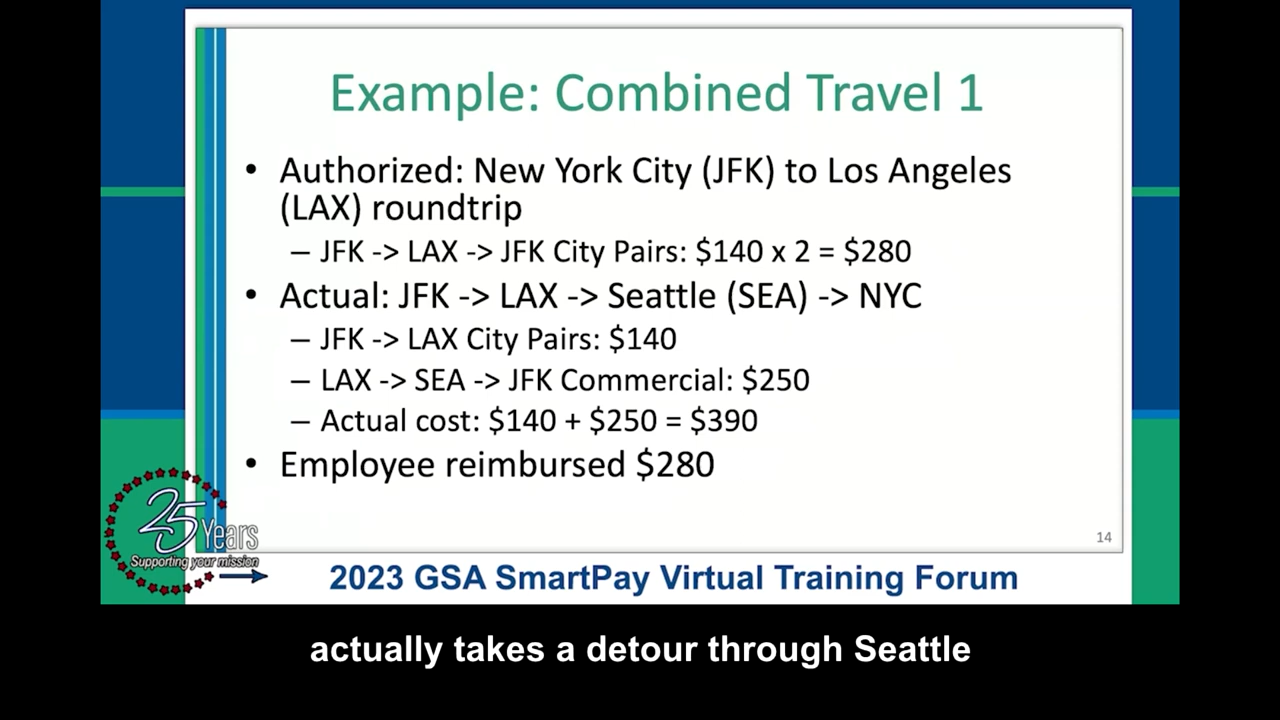 Example: Combined Travel 1
• Authorized: New York City (JFK) to Los Angeles
(LAX) roundtrip
– JFK -> LAX -> JFK City Pairs: $140 x 2 = $280
• Actual: JFK -> LAX -> Seattle (SEA) -> NYC
– JFK -> LAX City Pairs: $140
– LAX -> SEA -> JFK Commercial: $250
– Actual cost: $140 + $250 = $390
• Employee reimbursed $280
14
25 Years
Supporting your mission
2023 GSA SmartPay Virtual Training Forum
actually takes a detour through Seattle